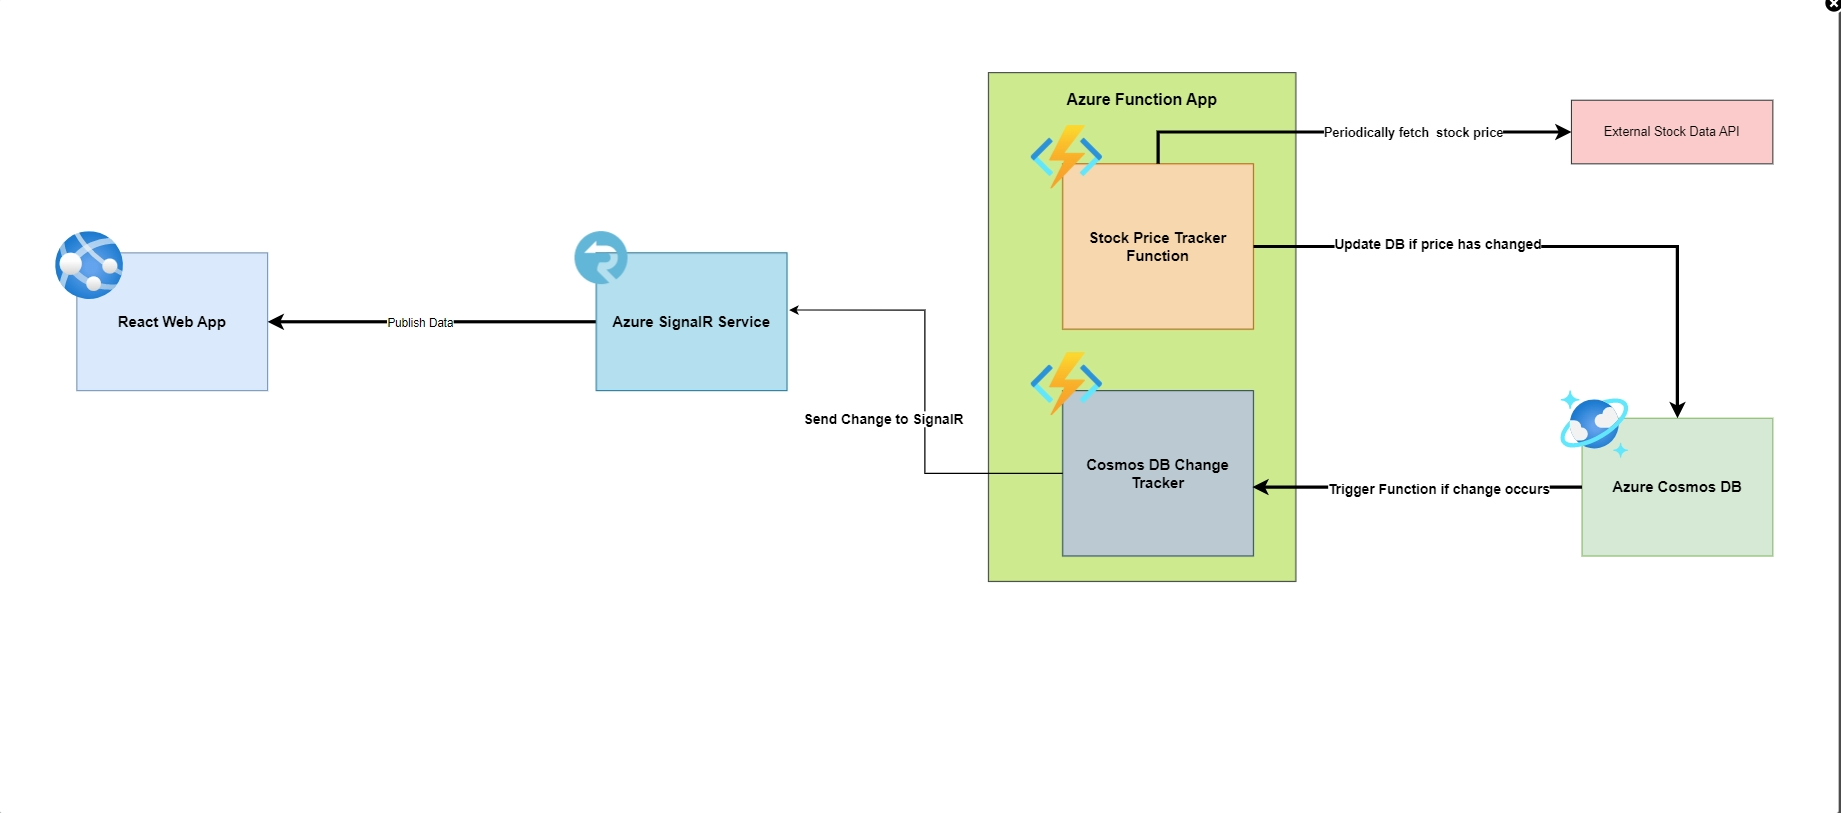 Azure Function App
Periodically fetch  stock price
External Stock Data API
Stock Price Tracker
Function
Update DB if price has changed
React Web App
Publish Data
Azure SignalR Service
Send Change to SignalR
Cosmos DB Change
Tracker
Trigger Function if change occurs
Azure Cosmos DB